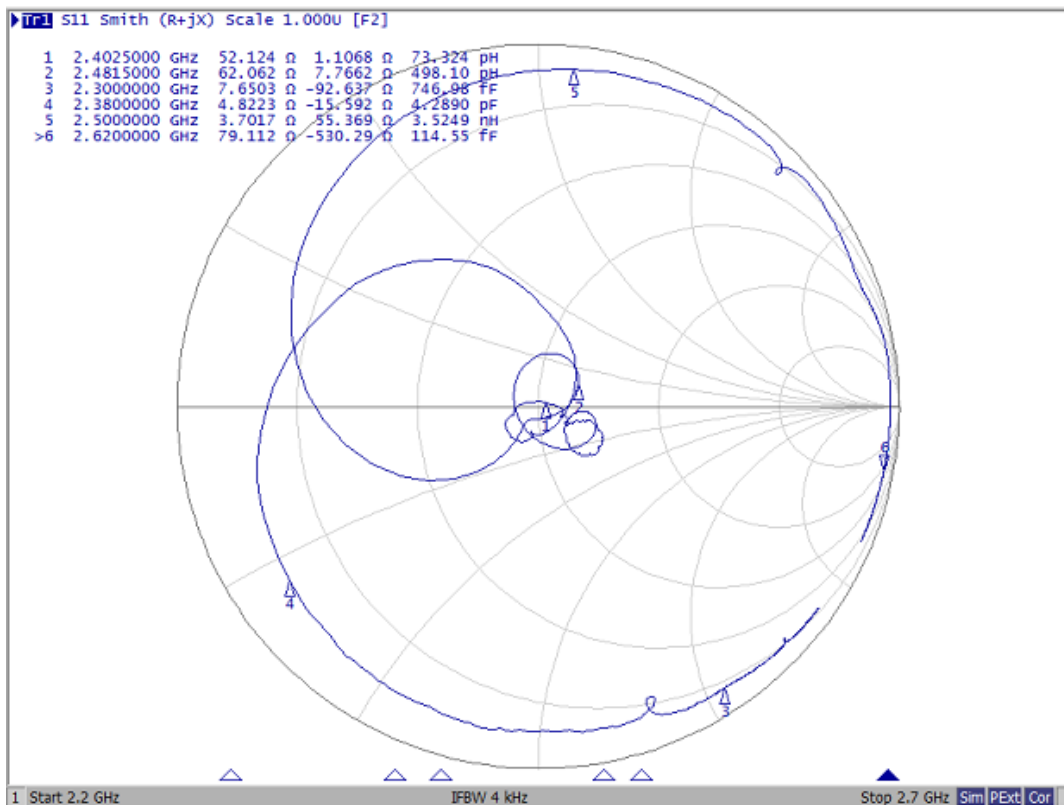 Tr1 S11 Smith (R+jX) Scale 1.000U [F2]
1 2.4025000 GHz 52.124 Ω 1.1068 Ω 73.324 pH
2 2.4815000 GHz 62.062 Ω 7.7662 Ω 498.10 pH
3 2.3000000 GHz 7.6503 Ω -92.637 Ω 746.98 fF
4 2.3800000 GHz 4.8223 Ω -15.592 Ω 4.2890 pF
5 2.5000000 GHz 3.7017 Ω 55.369 Ω 3.5249 nH
>6 2.6200000 GHz 79.112 Ω -530.29 Ω 114.55 fF
5
2
1
6
4
3
1 Start 2.2 GHz IFBW 4 kHz Stop 2.7 GHz Sim PExt Cor